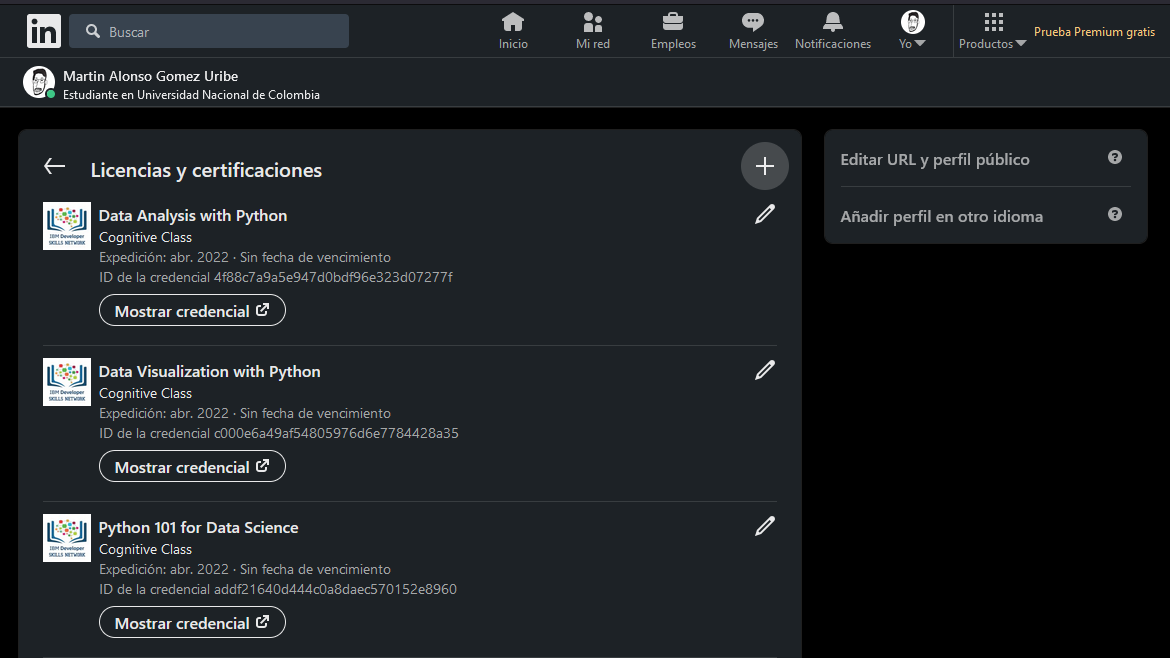 in
Buscar
Inicio
Mi red
Empleos
Mensajes
Notificaciones
Yo
Productos
Prueba Premium gratis
Martin Alonso Gomez Uribe
Estudiante en Universidad Nacional de Colombia
Licencias y certificaciones
IBM Developer
SKILLS NETWORK
Data Analysis with Python
Cognitive Class
Expedición: abr. 2022 · Sin fecha de vencimiento
ID de la credencial 4f88c7a9a5e947d0bdf96e323d07277f
Mostrar credencial
IBM Developer
SKILLS NETWORK
Data Visualization with Python
Cognitive Class
Expedición: abr. 2022 · Sin fecha de vencimiento
ID de la credencial c000e6a49af54805976d6e7784428a35
Mostrar credencial
IBM Developer
SKILLS NETWORK
Python 101 for Data Science
Cognitive Class
Expedición: abr. 2022 · Sin fecha de vencimiento
ID de la credencial addf21640d444c0a8daec570152e8960
Mostrar credencial
Editar URL y perfil público
Añadir perfil en otro idioma